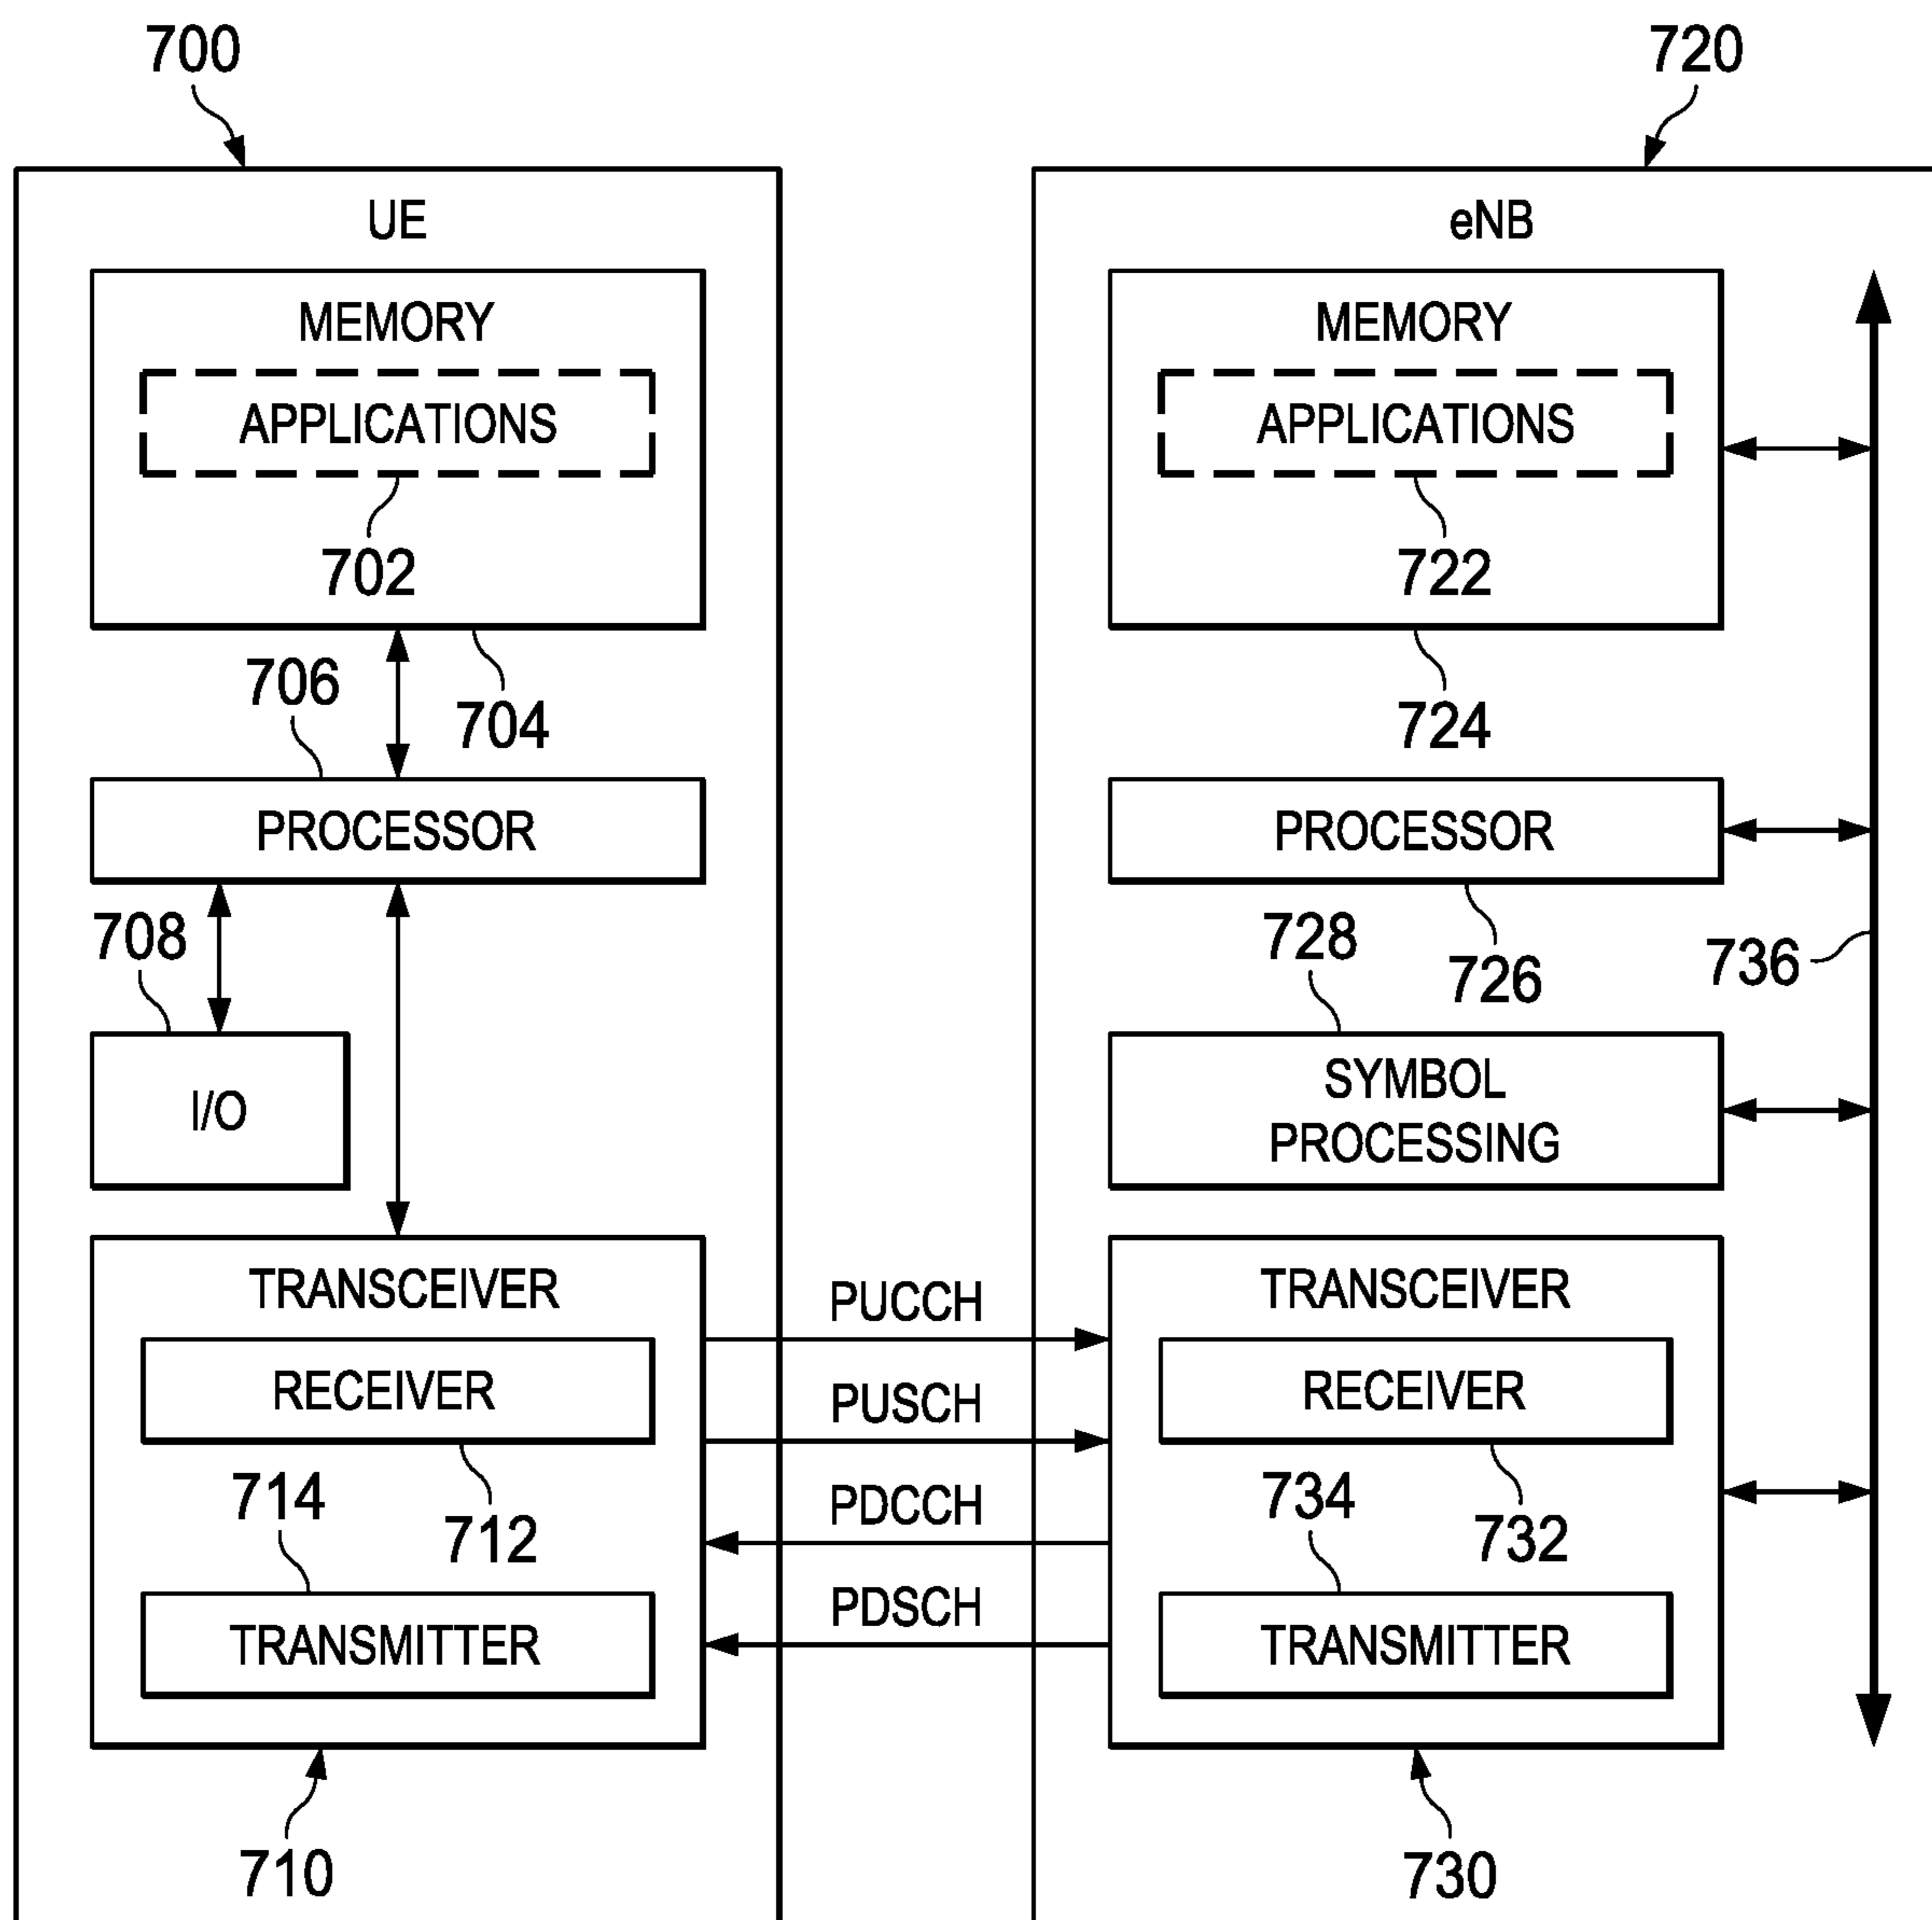 700
720
UE
MEMORY
APPLICATIONS
702
704
706
PROCESSOR
708
I/O
TRANSCEIVER
RECEIVER
712
714
TRANSMITTER
710
PUCCH
PUSCH
PDCCH
PDSCH
eNB
MEMORY
APPLICATIONS
722
724
PROCESSOR
726
728
736
SYMBOL
PROCESSING
TRANSCEIVER
RECEIVER
732
734
TRANSMITTER
730